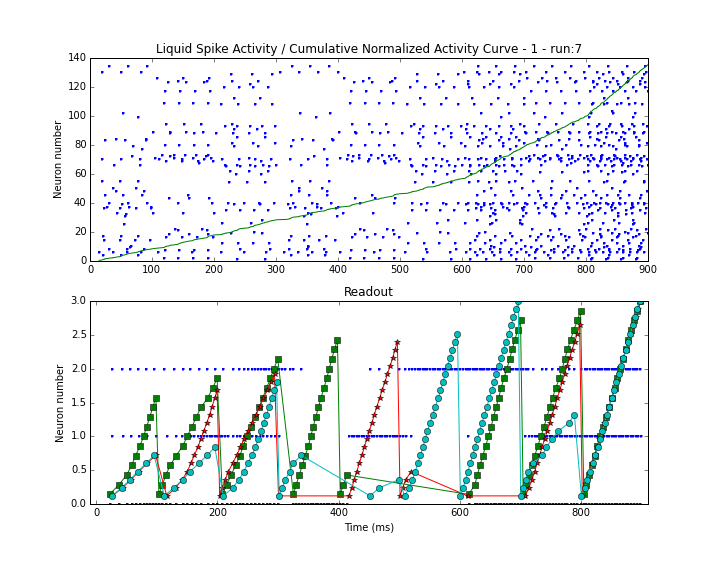 Liquid Spike Activity / Cumulative Normalized Activity Curve - 1 - run:7
140
120
100
80
60
40
20
0
Neuron number
0 100 200 300 400 500 600 700 800 900
Readout
3.0
2.5
2.0
1.5
1.0
0.5
0.0
Neuron number
0 200 400 600 800
Time (ms)